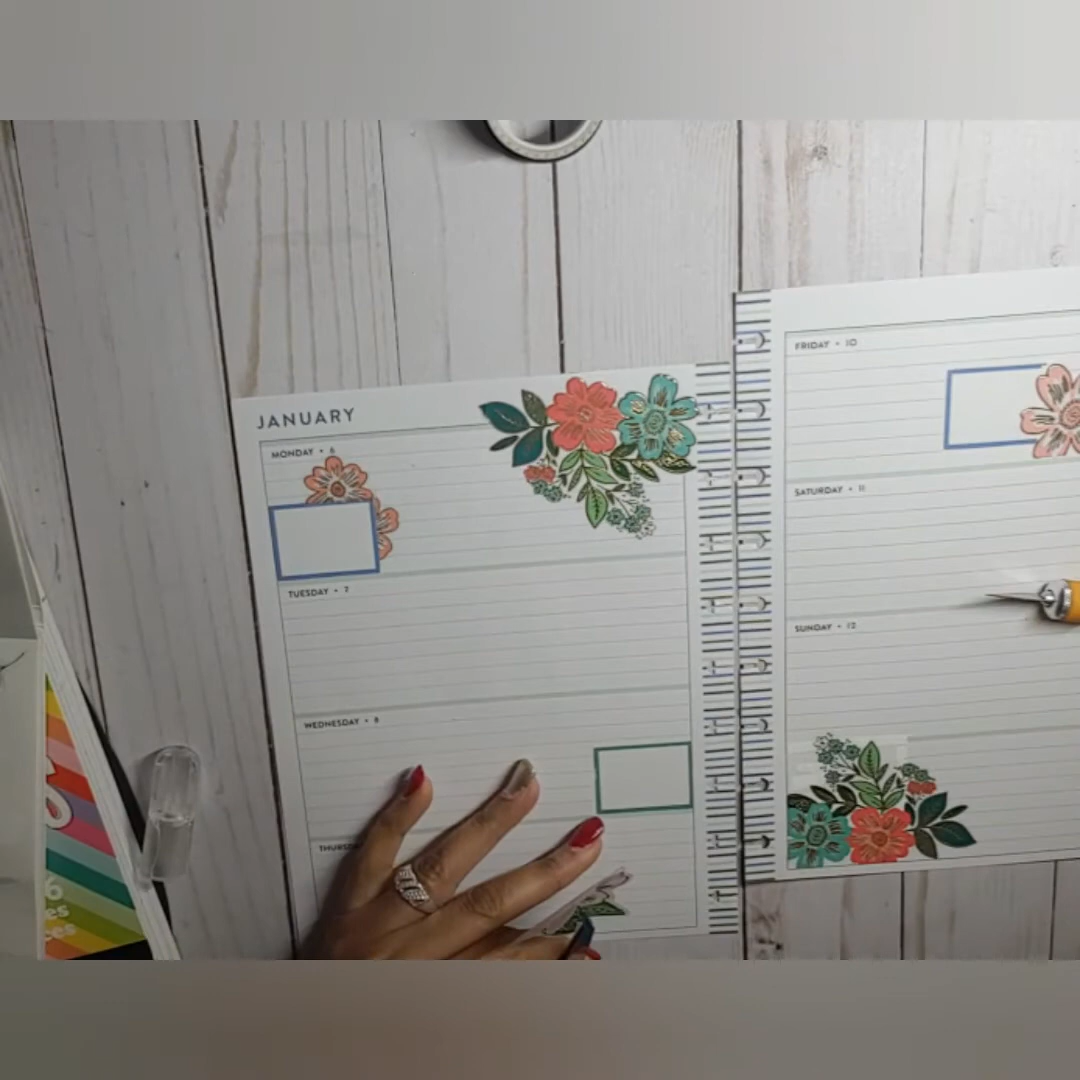 JANUARY
MONDAY • 6
TUESDAY • 7
WEDNESDAY • 8
FRIDAY • 10
SATURDAY • 11
SUNDAY • 12